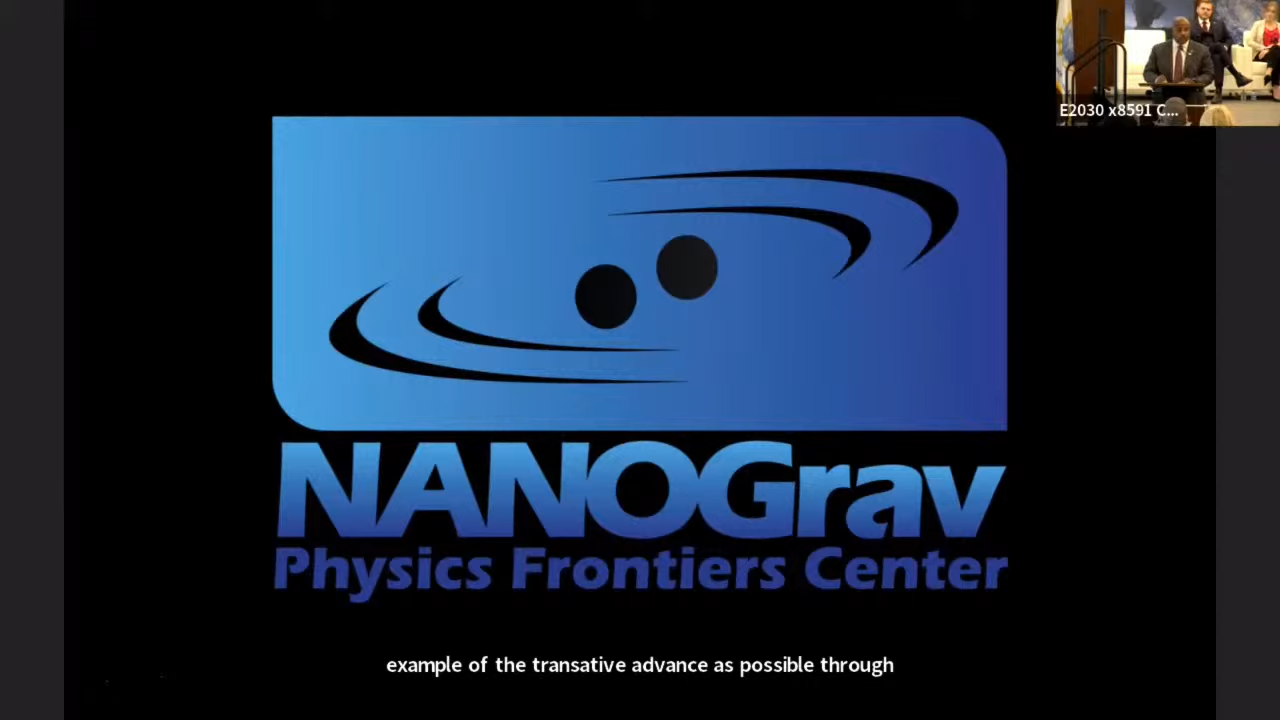 E2030 x8591 C...
NANOGrav
Physics Frontiers Center
example of the transative advance as possible through